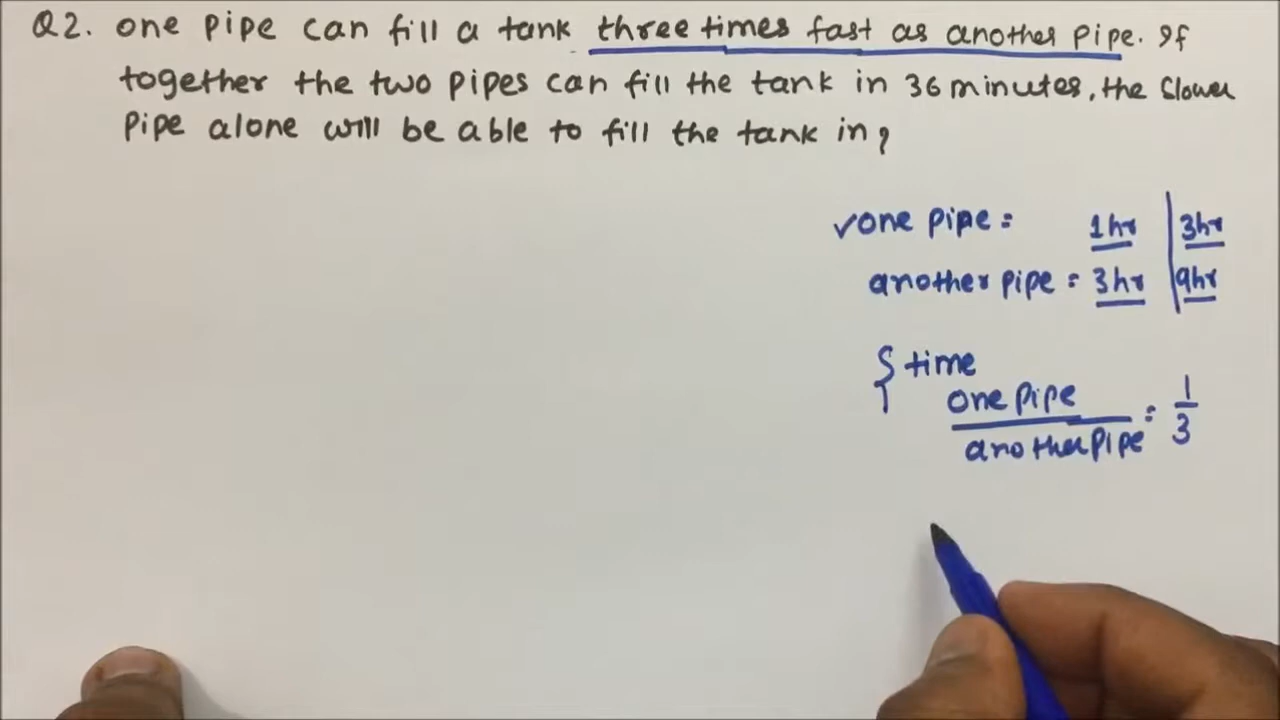 Q2. one pipe can fill a tank three times fast as another pipe. If
together the two pipes can fill the tank in 36 minutes, the slower
pipe alone will be able to fill the tank in?
√one pipe = 1hr | 3hr
another pipe = 3hr | 9hr
{ time
one pipe
another pipe = 1/3